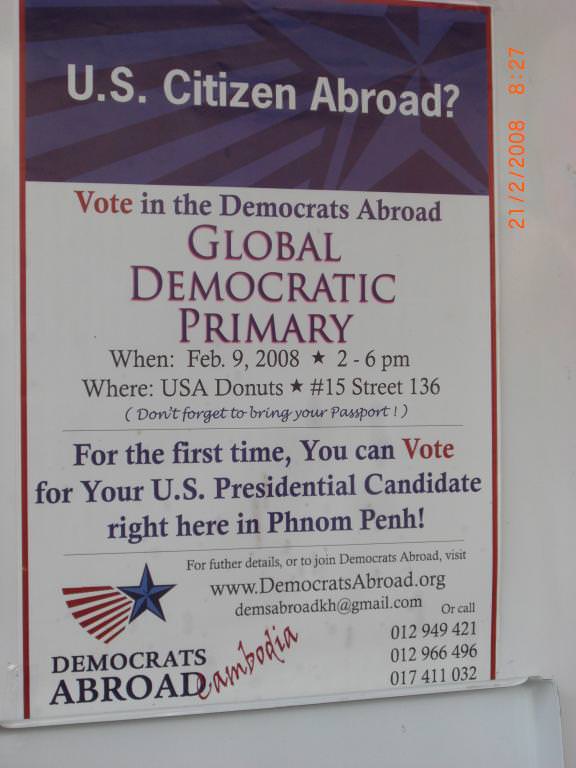 U.S. Citizen Abroad?
Vote in the Democrats Abroad
GLOBAL
DEMOCRATIC
PRIMARY
When: Feb. 9, 2008 ★ 2 - 6 pm
Where: USA Donuts ★ #15 Street 136
( Don't forget to bring your Passport ! )
For the first time, You can Vote
for Your U.S. Presidential Candidate
right here in Phnom Penh!
For futher details, or to join Democrats Abroad, visit
www.DemocratsAbroad.org
demsabroadkh@gmail.com
Or call
012 949 421
012 966 496
017 411 032
DEMOCRATS
ABROAD
Cambodia
21/2/2008 8:27